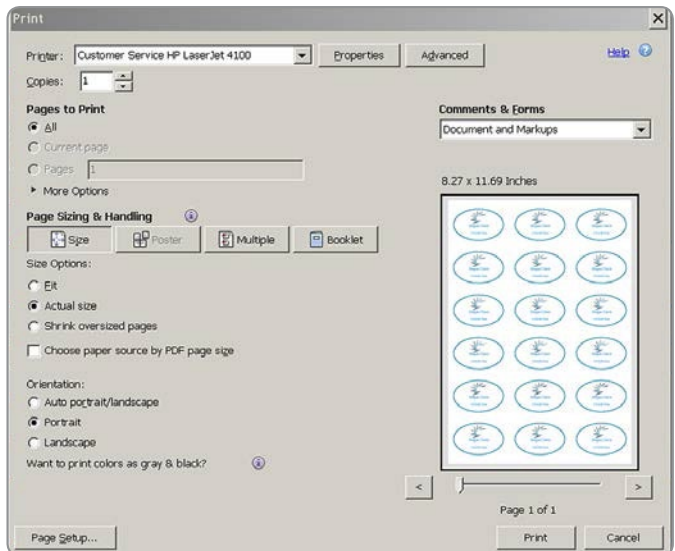 Print
Printer: Customer Service HP LaserJet 4100 Properties Advanced Help
Copies: 1
Pages to Print
All
Current page
Pages 1
More Options
Comments & Forms
Document and Markups
8.27 x 11.69 Inches
Page Sizing & Handling
Size Poster Multiple Booklet
Size Options:
Fit
Actual size
Shrink oversized pages
Choose paper source by PDF page size
Orientation:
Auto portrait/landscape
Portrait
Landscape
Want to print colors as gray & black?
< >
Page 1 of 1
Page Setup... Print Cancel